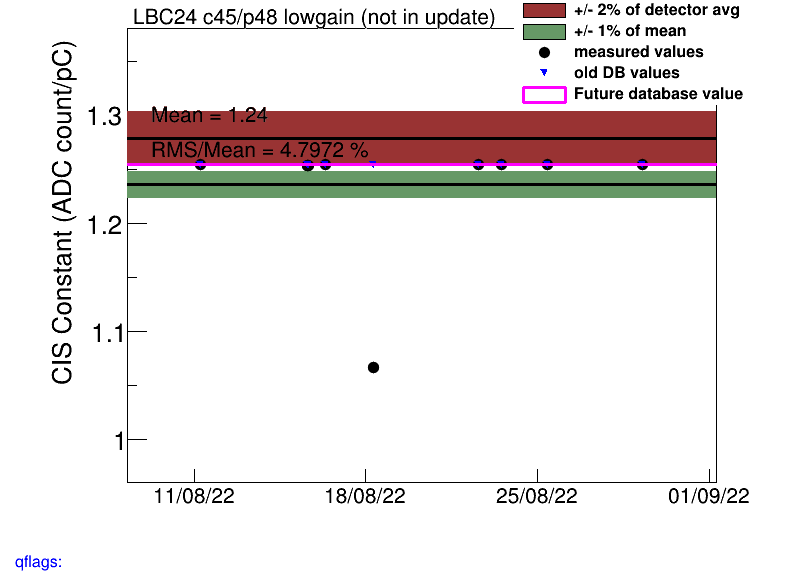 LBC24 c45/p48 lowgain (not in update)
+/- 2% of detector avg
+/- 1% of mean
measured values
old DB values
Future database value
CIS Constant (ADC count/pC)
1.3
1.2
1.1
1
Mean = 1.24
RMS/Mean = 4.7972 %
11/08/22
18/08/22
25/08/22
01/09/22
qflags: